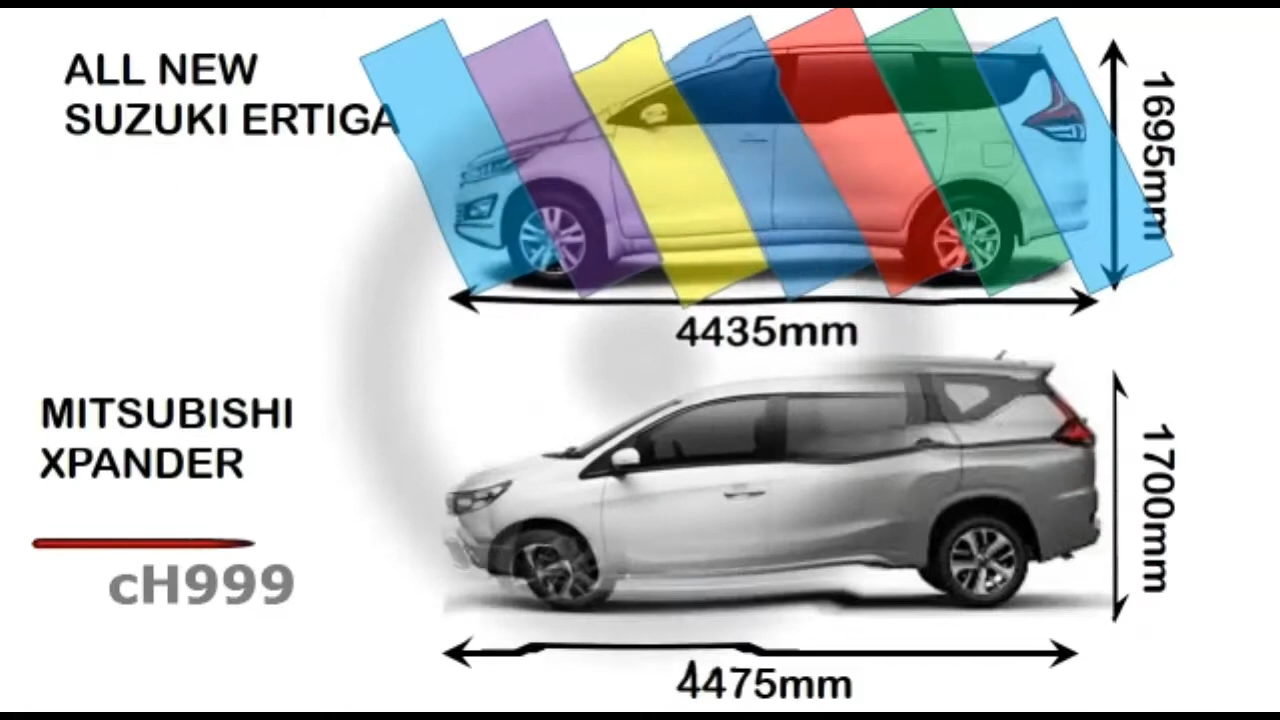 ALL NEW
SUZUKI ERTIGA
1695mm
4435mm
MITSUBISHI
XPANDER
1700mm
cH999
4475mm